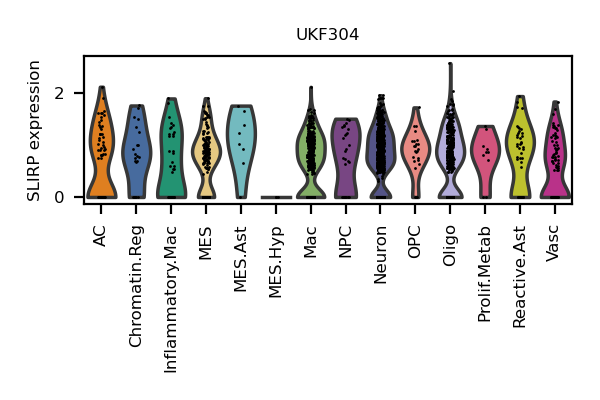 UKF304
SLIRP expression
2
0
AC
Chromatin.Reg
Inflammatory.Mac
MES
MES.Ast
MES.Hyp
Mac
NPC
Neuron
OPC
Oligo
Prolif.Metab
Reactive.Ast
Vasc